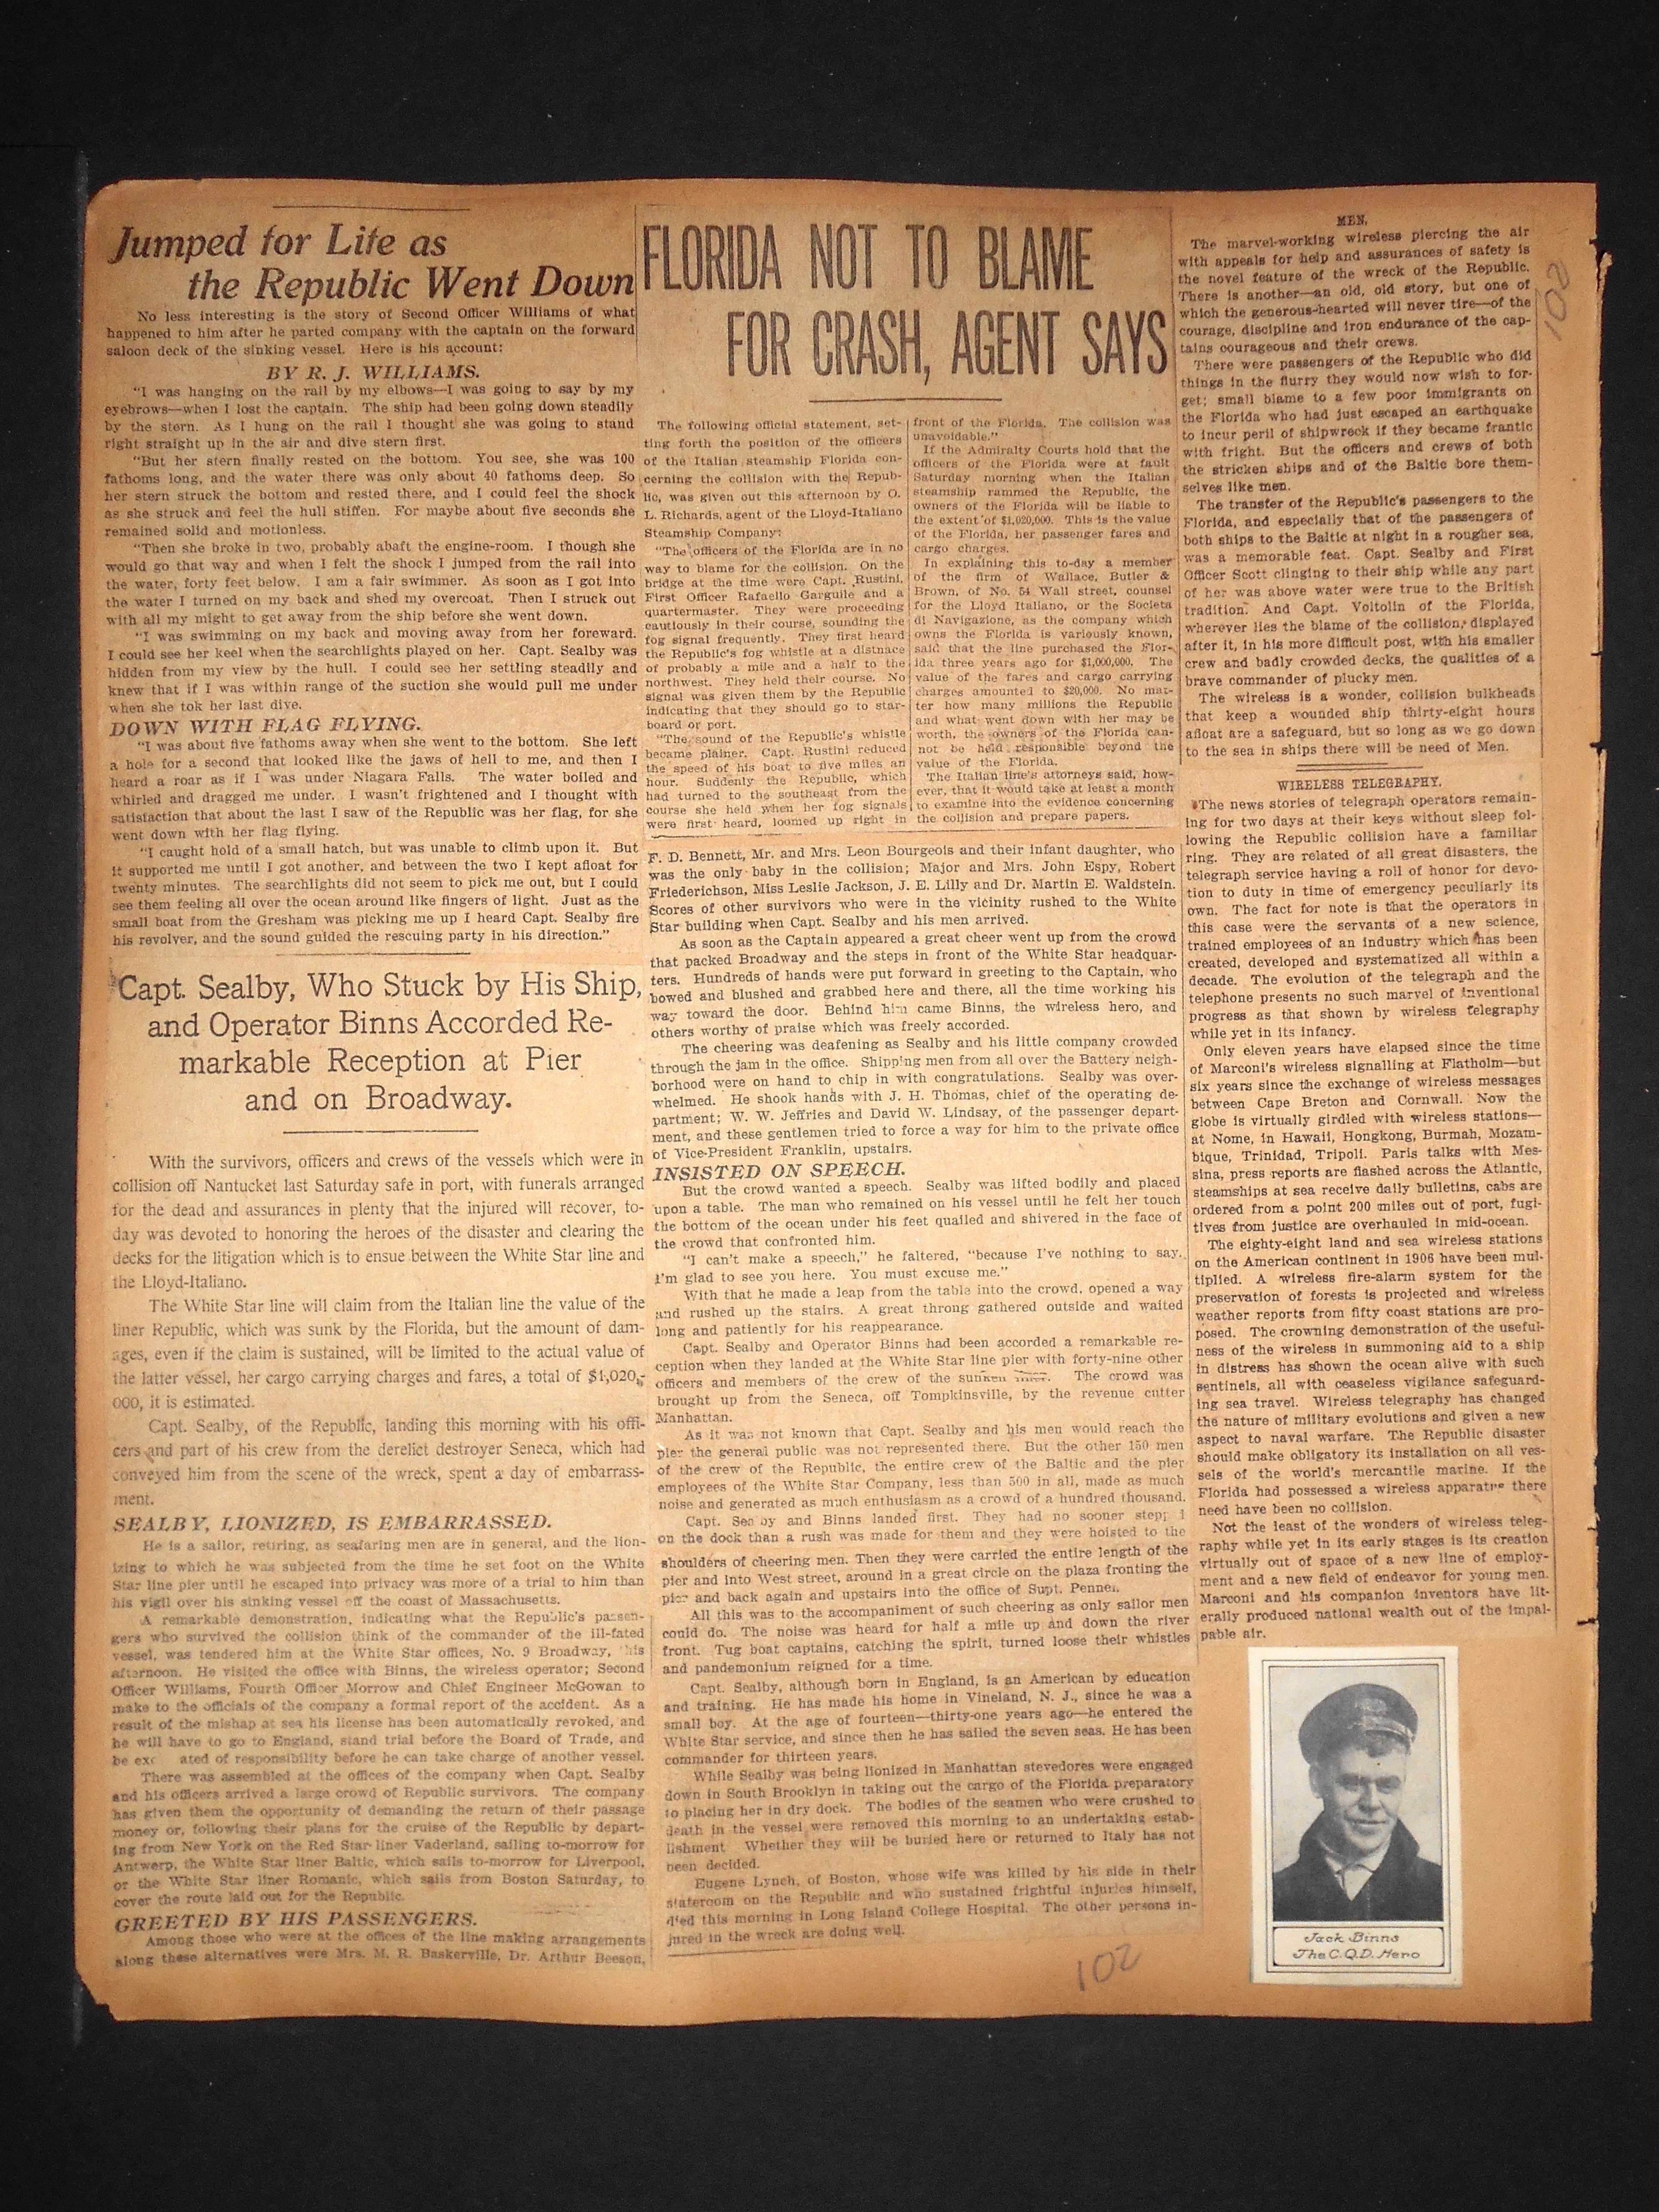 Jumped for Life as
the Republic Went Down
No less interesting is the story of Second Officer Williams of what
happened to him after he parted company with the captain on the forward
saloon deck of the sinking vessel. Here is his account:
BY R. J. WILLIAMS.
"I was hanging on the rail by my elbows—I was going to say by my
eyebrows—when I lost the captain. The ship had been going down steadily
by the stern. As I hung on the rail I thought she was going to stand
right straight up in the air and dive stern first.
"But her stern finally rested on the bottom. You see, she was 100
fathoms long, and the water there was only about 40 fathoms deep. So
her stern struck the bottom and rested there, and I could feel the shock
as she struck and feel the hull stiffen. For maybe about five seconds she
remained solid and motionless.
"Then she broke in two, probably abaft the engine-room. I though she
would go that way and when I felt the shock I jumped from the rail into
the water, forty feet below. I am a fair swimmer. As soon as I got into
the water I turned on my back and shed my overcoat. Then I struck out
with all my might to get away from the ship before she went down.
"I was swimming on my back and moving away from her foreward.
I could see her keel when the searchlights played on her. Capt. Sealby was
hidden from my view by the hull. I could see her settling steadily and
knew that if I was within range of the suction she would pull me under
when she tok her last dive.
DOWN WITH FLAG FLYING.
"I was about five fathoms away when she went to the bottom. She left
a hole for a second that looked like the jaws of hell to me, and then I
heard a roar as if I was under Niagara Falls. The water boiled and
whirled and dragged me under. I wasn't frightened and I thought with
satisfaction that about the last I saw of the Republic was her flag, for she
went down with her flag flying.
"I caught hold of a small hatch, but was unable to climb upon it. But
it supported me until I got another, and between the two I kept afloat for
twenty minutes. The searchlights did not seem to pick me out, but I could
see them feeling all over the ocean around like fingers of light. Just as the
small boat from the Gresham was picking me up I heard Capt. Sealby fire
his revolver, and the sound guided the rescuing party in his direction."
Capt. Sealby, Who Stuck by His Ship,
and Operator Binns Accorded Re-
markable Reception at Pier
and on Broadway.
With the survivors, officers and crews of the vessels which were in
collision off Nantucket last Saturday safe in port, with funerals arranged
for the dead and assurances in plenty that the injured will recover, to-
day was devoted to honoring the heroes of the disaster and clearing the
decks for the litigation which is to ensue between the White Star line and
the Lloyd-Italiano.
The White Star line will claim from the Italian line the value of the
liner Republic, which was sunk by the Florida, but the amount of dam-
ages, even if the claim is sustained, will be limited to the actual value of
the latter vessel, her cargo carrying charges and fares, a total of $1,020,-
000, it is estimated.
Capt. Sealby, of the Republic, landing this morning with his offi-
cers and part of his crew from the derelict destroyer Seneca, which had
conveyed him from the scene of the wreck, spent a day of embarrass-
ment.
SEALBY, LIONIZED, IS EMBARRASSED.
He is a sailor, retiring, as seafaring men are in general, and the lion-
izing to which he was subjected from the time he set foot on the White
Star line pier until he escaped into privacy was more of a trial to him than
his vigil over his sinking vessel off the coast of Massachusetts.
A remarkable demonstration, indicating what the Republic's passen-
gers who survived the collision think of the commander of the ill-fated
vessel, was tendered him at the White Star offices, No. 9 Broadway, this
afternoon. He visited the office with Binns, the wireless operator; Second
Officer Williams, Fourth Officer Morrow and Chief Engineer McGowan to
make to the officials of the company a formal report of the accident. As a
result of the mishap at sea his license has been automatically revoked, and
he will have to go to England, stand trial before the Board of Trade, and
be exc ated of responsibility before he can take charge of another vessel.
There was assembled at the offices of the company when Capt. Sealby
and his officers arrived a large crowd of Republic survivors. The company
has given them the opportunity of demanding the return of their passage
money or, following their plans for the cruise of the Republic by depart-
ing from New York on the Red Star liner Vaderland, sailing to-morrow for
Antwerp, the White Star liner Baltic, which sails to-morrow for Liverpool,
or the White Star liner Romanic, which sails from Boston Saturday, to
cover the route laid out for the Republic.
GREETED BY HIS PASSENGERS.
Among those who were at the offices of the line making arrangements
along these alternatives were Mrs. M. R. Baskerville, Dr. Arthur Beeson,
FLORIDA NOT TO BLAME
FOR CRASH, AGENT SAYS
The following official statement, set-
ting forth the position of the officers
of the Italian steamship Florida con-
cerning the collision with the Repub-
lic, was given out this afternoon by O.
L. Richards, agent of the Lloyd-Italiano
Steamship Company:
"The officers of the Florida are in no
way to blame for the collision. On the
bridge at the time were Capt. Rustini,
First Officer Rafaello Garguile and a
quartermaster. They were proceeding
cautiously in their course, sounding the
fog signal frequently. They first heard
the Republic's fog whistle at a distnace
of probably a mile and a half to the
northwest. They held their course. No
signal was given them by the Republic
indicating that they should go to star-
board or port.
"The sound of the Republic's whistle
became plainer. Capt. Rustini reduced
the speed of his boat to five miles an
hour. Suddenly the Republic, which
had turned to the southeast from the
course she held when her fog signals
were first heard, loomed up right in
front of the Florida. The collision was
unavoidable."
If the Admiralty Courts hold that the
officers of the Florida were at fault
Saturday morning when the Italian
steamship rammed the Republic, the
owners of the Florida will be liable to
the extent of $1,020,000. This is the value
of the Florida, her passenger fares and
cargo charges.
In explaining this to-day a member
of the firm of Wallace, Butler &
Brown, of No. 54 Wall street, counsel
for the Lloyd Italiano, or the Societa
di Navigazione, as the company which
owns the Florida is variously known,
said that the line purchased the Flor-
ida three years ago for $1,000,000. The
value of the fares and cargo carrying
charges amounted to $20,000. No mat-
ter how many millions the Republic
and what went down with her may be
worth, the owners of the Florida can-
not be held responsible beyond the
value of the Florida.
The Italian line's attorneys said, how-
ever, that it would take at least a month
to examine into the evidence concerning
the collision and prepare papers.
F. D. Bennett, Mr. and Mrs. Leon Bourgeois and their infant daughter, who
was the only baby in the collision; Major and Mrs. John Espy, Robert
Friederichson, Miss Leslie Jackson, J. E. Lilly and Dr. Martin E. Waldstein.
Scores of other survivors who were in the vicinity rushed to the White
Star building when Capt. Sealby and his men arrived.
As soon as the Captain appeared a great cheer went up from the crowd
that packed Broadway and the steps in front of the White Star headquar-
ters. Hundreds of hands were put forward in greeting to the Captain, who
bowed and blushed and grabbed here and there, all the time working his
way toward the door. Behind him came Binns, the wireless hero, and
others worthy of praise which was freely accorded.
The cheering was deafening as Sealby and his little company crowded
through the jam in the office. Shipping men from all over the Battery neigh-
borhood were on hand to chip in with congratulations. Sealby was over-
whelmed. He shook hands with J. H. Thomas, chief of the operating de-
partment; W. W. Jeffries and David W. Lindsay, of the passenger depart-
ment, and these gentlemen tried to force a way for him to the private office
of Vice-President Franklin, upstairs.
INSISTED ON SPEECH.
But the crowd wanted a speech. Sealby was lifted bodily and placed
upon a table. The man who remained on his vessel until he felt her touch
the bottom of the ocean under his feet quailed and shivered in the face of
the crowd that confronted him.
"I can't make a speech," he faltered, "because I've nothing to say.
I'm glad to see you here. You must excuse me."
With that he made a leap from the table into the crowd, opened a way
and rushed up the stairs. A great throng gathered outside and waited
long and patiently for his reappearance.
Capt. Sealby and Operator Binns had been accorded a remarkable re-
ception when they landed at the White Star line pier with forty-nine other
officers and members of the crew of the sunken The crowd was
brought up from the Seneca, off Tompkinsville, by the revenue cutter
Manhattan.
As it was not known that Capt. Sealby and his men would reach the
pier the general public was not represented there. But the other 150 men
of the crew of the Republic, the entire crew of the Baltic and the pier
employees of the White Star Company, less than 500 in all, made as much
noise and generated as much enthusiasm as a crowd of a hundred thousand.
Capt. Sea by and Binns landed first. They had no sooner step
on the dock than a rush was made for them and they were hoisted to the
shoulders of cheering men. Then they were carried the entire length of the
pier and into West street, around in a great circle on the plaza fronting the
pier and back again and upstairs into the office of Supt.
All this was to the accompaniment of such cheering as only sailor men
could do. The noise was heard for half a mile up and down the river
front. Tug boat captains, catching the spirit, turned loose their whistles
and pandemonium reigned for a time.
Capt. Sealby, although born in England, is an American by education
and training. He has made his home in Vineland, N. J., since he was a
small boy. At the age of fourteen—thirty-one years ago—he entered the
White Star service, and since then he has sailed the seven seas. He has been
commander for thirteen years.
While Sealby was being lionized in Manhattan stevedores were engaged
down in South Brooklyn in taking out the cargo of the Florida preparatory
to placing her in dry dock. The bodies of the seamen who were crushed to
death in the vessel were removed this morning to an undertaking estab-
lishment Whether they will be buried here or returned to Italy has not
been decided.
Eugene Lynch, of Boston, whose wife was killed by his side in their
stateroom on the Republic and who sustained frightful injuries himself,
died this morning in Long Island College Hospital. The other persons in-
jured in the wreck are doing well.
102
MEN.
The marvel-working wireless piercing the air
with appeals for help and assurances of safety is
the novel feature of the wreck of the Republic.
There is another—an old, old story, but one of
which the generous-hearted will never tire—of the
courage, discipline and iron endurance of the cap-
tains courageous and their crews.
There were passengers of the Republic who did
things in the flurry they would now wish to for-
get; small blame to a few poor immigrants on
the Florida who had just escaped an earthquake
to incur peril of shipwreck if they became frantic
with fright. But the officers and crews of both
the stricken ships and of the Baltic bore them-
selves like men.
The transfer of the Republic's passengers to the
Florida, and especially that of the passengers of
both ships to the Baltic at night in a rougher sea,
was a memorable feat. Capt. Sealby and First
Officer Scott clinging to their ship while any part
of her was above water were true to the British
tradition. And Capt. Voltolin of the Florida,
wherever lies the blame of the collision, displayed
after it, in his more difficult post, with his smaller
crew and badly crowded decks, the qualities of a
brave commander of plucky men.
The wireless is a wonder, collision bulkheads
that keep a wounded ship thirty-eight hours
afloat are a safeguard, but so long as we go down
to the sea in ships there will be need of Men.
WIRELESS TELEGRAPHY.
The news stories of telegraph operators remain-
ing for two days at their keys without sleep fol-
lowing the Republic collision have a familiar
ring. They are related of all great disasters, the
telegraph service having a roll of honor for devo-
tion to duty in time of emergency peculiarly its
own. The fact for note is that the operators in
this case were the servants of a new science,
trained employees of an industry which has been
created, developed and systematized all within a
decade. The evolution of the telegraph and the
telephone presents no such marvel of inventional
progress as that shown by wireless telegraphy
while yet in its infancy.
Only eleven years have elapsed since the time
of Marconi's wireless signalling at Flatholm—but
six years since the exchange of wireless messages
between Cape Breton and Cornwall. Now the
globe is virtually girdled with wireless stations—
at Nome, in Hawaii, Hongkong, Burmah, Mozam-
bique, Trinidad, Tripoli. Paris talks with Mes-
sina, press reports are flashed across the Atlantic,
steamships at sea receive daily bulletins, cabs are
ordered from a point 200 miles out of port, fugi-
tives from justice are overhauled in mid-ocean.
The eighty-eight land and sea wireless stations
on the American continent in 1906 have been mul-
tiplied. A wireless fire-alarm system for the
preservation of forests is projected and wireless
weather reports from fifty coast stations are pro-
posed. The crowning demonstration of the useful-
ness of the wireless in summoning aid to a ship
in distress has shown the ocean alive with such
sentinels, all with ceaseless vigilance safeguard-
ing sea travel. Wireless telegraphy has changed
the nature of military evolutions and given a new
aspect to naval warfare. The Republic disaster
should make obligatory its installation on all ves-
sels of the world's mercantile marine. If the
Florida had possessed a wireless apparatus there
need have been no collision.
Not the least of the wonders of wireless teleg-
raphy while yet in its early stages is its creation
virtually out of space of a new line of employ-
ment and a new field of endeavor for young men.
Marconi and his companion inventors have lit-
erally produced national wealth out of the impal-
pable air.
102
Jack Binns
The C.Q.D. Hero